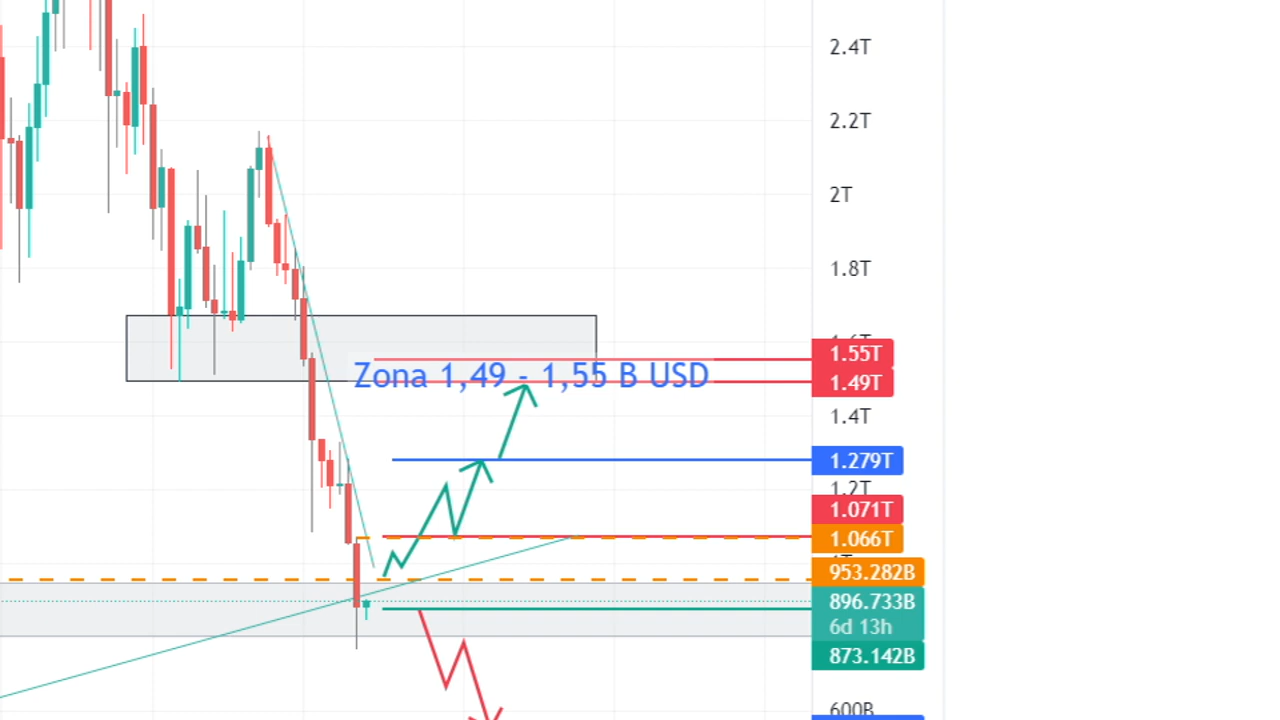 2.4T
2.2T
2T
1.8T
1.55T
Zona 1,49 - 1,55 B USD
1.49T
1.4T
1.279T
1.2T
1.071T
1.066T
953.282B
896.733B
6d 13h
873.142B
600B